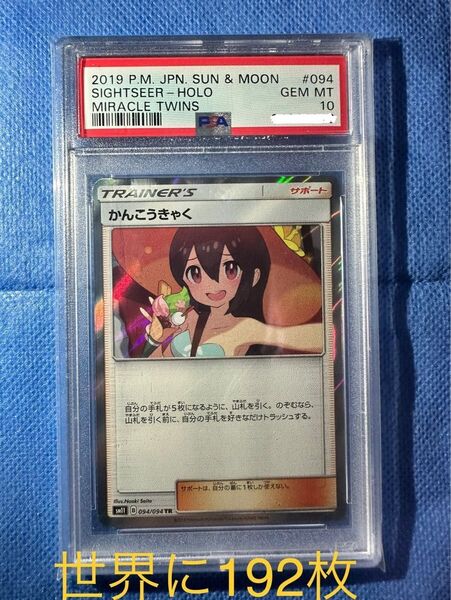 2019 P.M. JPN. SUN & MOON #094
SIGHTSEER - HOLO GEM MT
MIRACLE TWINS 10
PSA
TRAINER'S サポート
かんこうきゃく
自分の手札が5枚になるように、山札を引く。のぞむなら、
山札を引く前に、自分の手札を好きなだけトラッシュする。
サポートは、自分の番に1枚しか使えない。
Illus. Naoki Saito
sm11 D 094/094 TR
世界に192枚